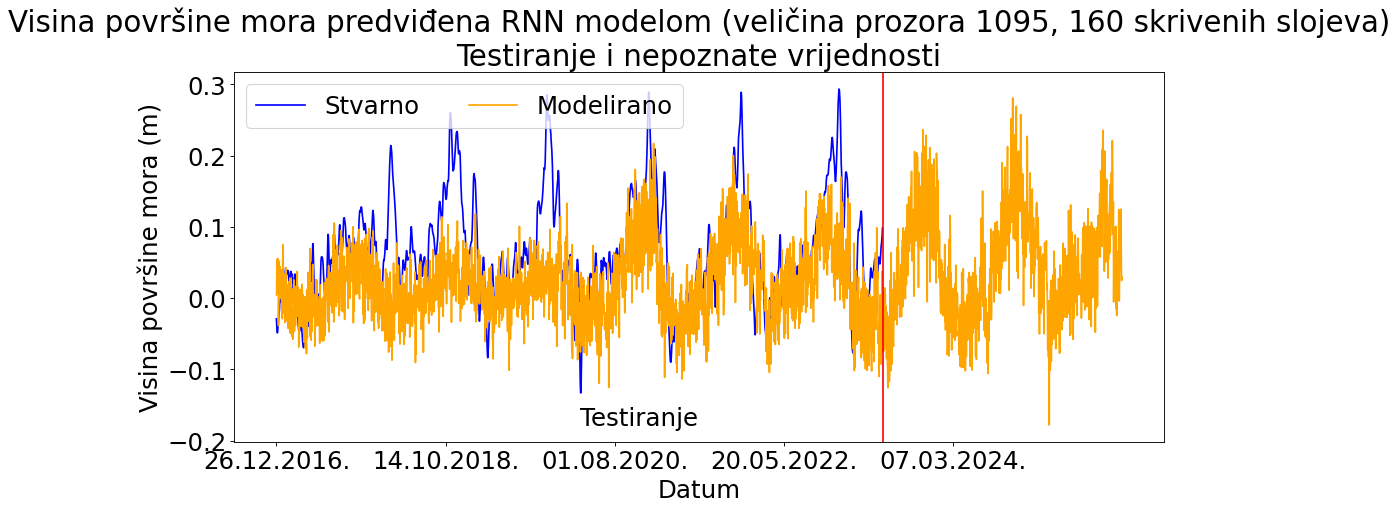 Visina površine mora predviđena RNN modelom (veličina prozora 1095, 160 skrivenih slojeva)
Testiranje i nepoznate vrijednosti
Stvarno Modelirano
Visina površine mora (m)
0.3
0.2
0.1
0.0
−0.1
−0.2
Testiranje
26.12.2016. 14.10.2018. 01.08.2020. 20.05.2022. 07.03.2024.
Datum